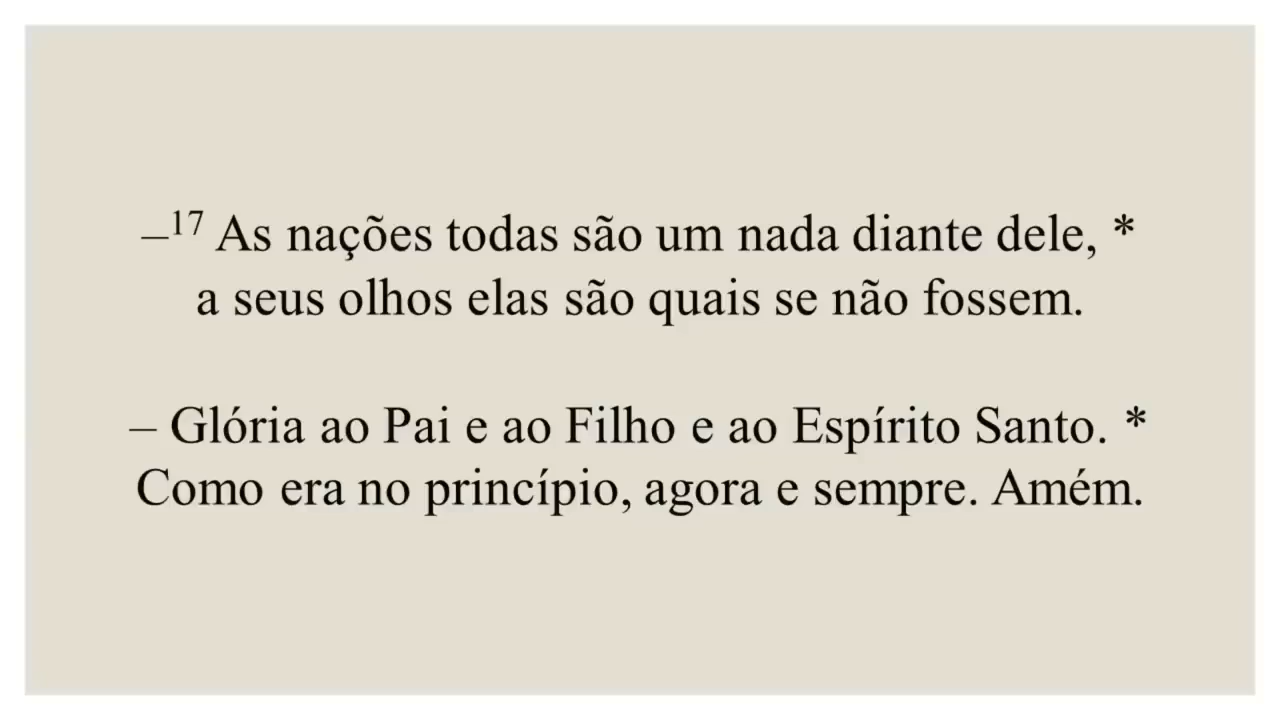 –17 As nações todas são um nada diante dele, *
a seus olhos elas são quais se não fossem.
– Glória ao Pai e ao Filho e ao Espírito Santo. *
Como era no princípio, agora e sempre. Amém.